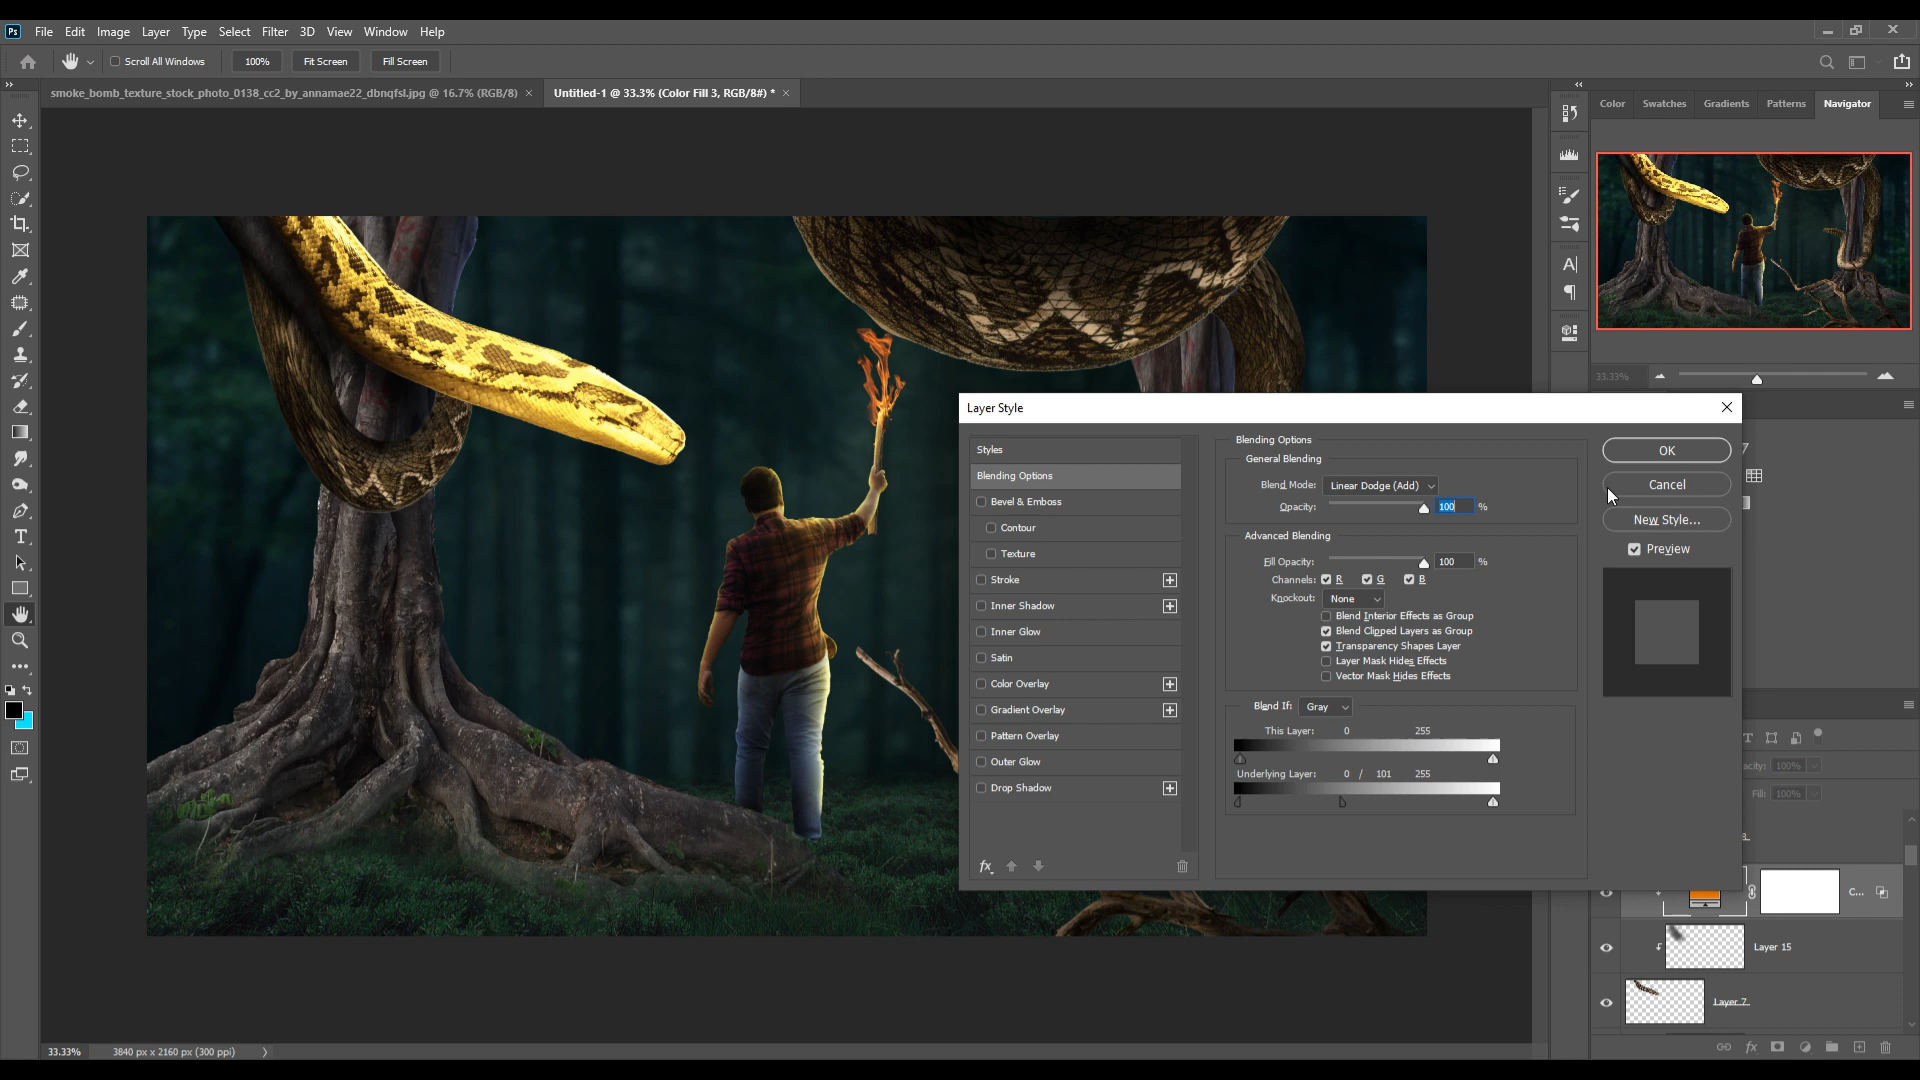 Ps File Edit Image Layer Type Select Filter 3D View Window Help
Scroll All Windows 100% Fit Screen Fill Screen
smoke_bomb_texture_stock_photo_0138_cc2_by_annamae22_dbnqfsl.jpg @ 16.7% (RGB/8) × Untitled-1 @ 33.3% (Color Fill 3, RGB/8#) * ×
Color Swatches Gradients Patterns Navigator
33.33%
Layer Style
Styles
Blending Options
Bevel & Emboss
Contour
Texture
Stroke
Inner Shadow
Inner Glow
Satin
Color Overlay
Gradient Overlay
Pattern Overlay
Outer Glow
Drop Shadow
fx
Blending Options
General Blending
Blend Mode: Linear Dodge (Add)
Opacity: 100 %
Advanced Blending
Fill Opacity: 100 %
Channels: R G B
Knockout: None
Blend Interior Effects as Group
Blend Clipped Layers as Group
Transparency Shapes Layer
Layer Mask Hides Effects
Vector Mask Hides Effects
Blend If: Gray
This Layer: 0 255
Underlying Layer: 0 / 101 255
OK
Cancel
New Style...
Preview
acity: 100%
Fill: 100%
C...
Layer 15
Layer 7
fx
33.33% 3840 px x 2160 px (300 ppi)